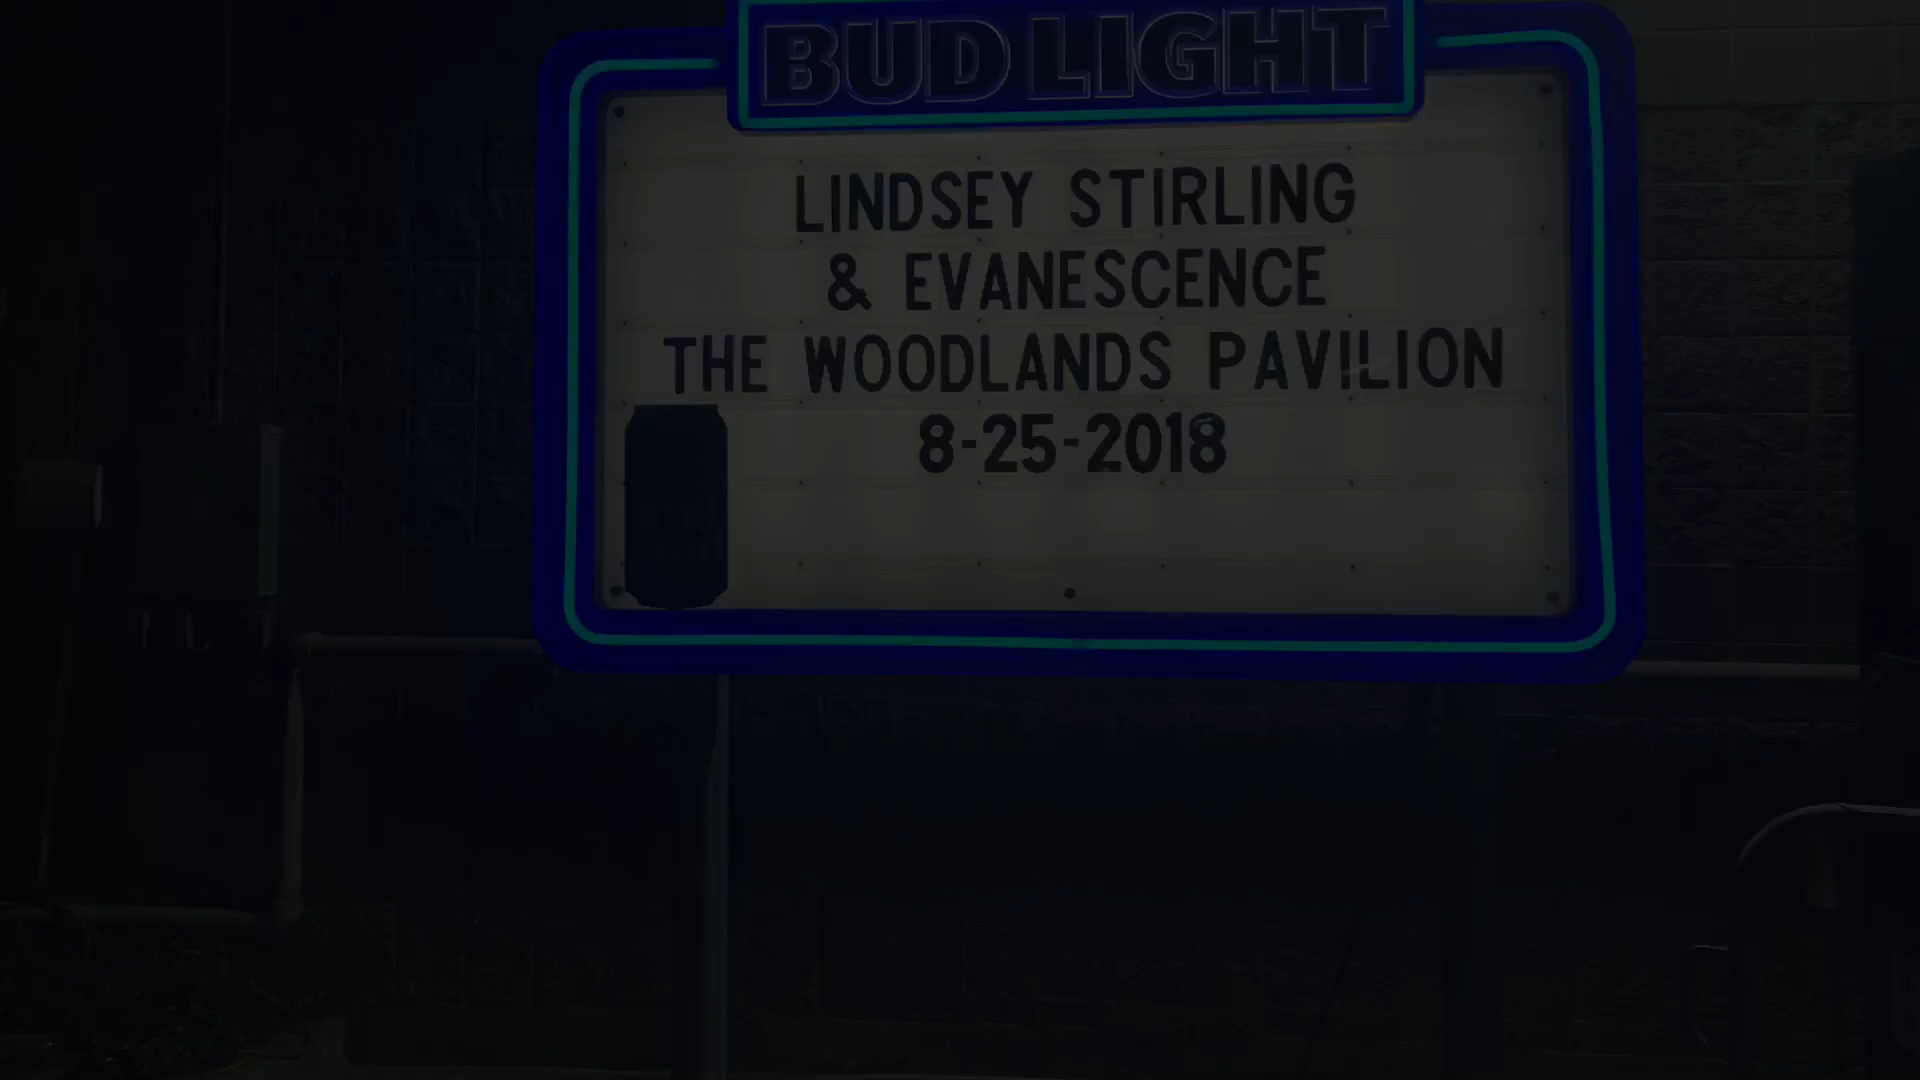 BUD LIGHT
LINDSEY STIRLING
& EVANESCENCE
THE WOODLANDS PAVILION
8-25-2018